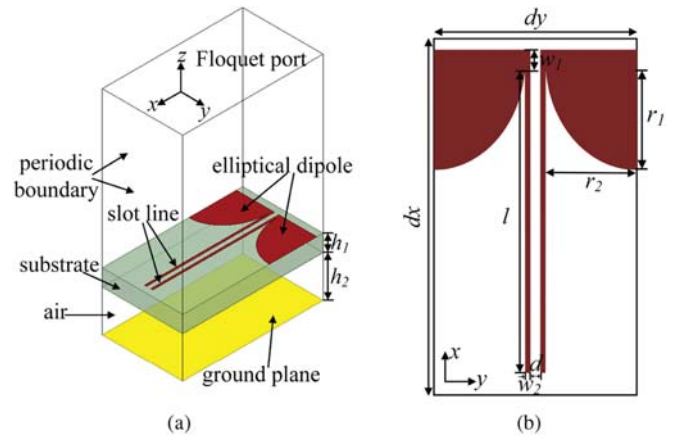 Floquet port
z
x
y
periodic
boundary
elliptical dipole
slot line
substrate
air
h1
h2
ground plane
(a)
dy
w1
r1
r2
dx
l
x
y
d
w2
(b)